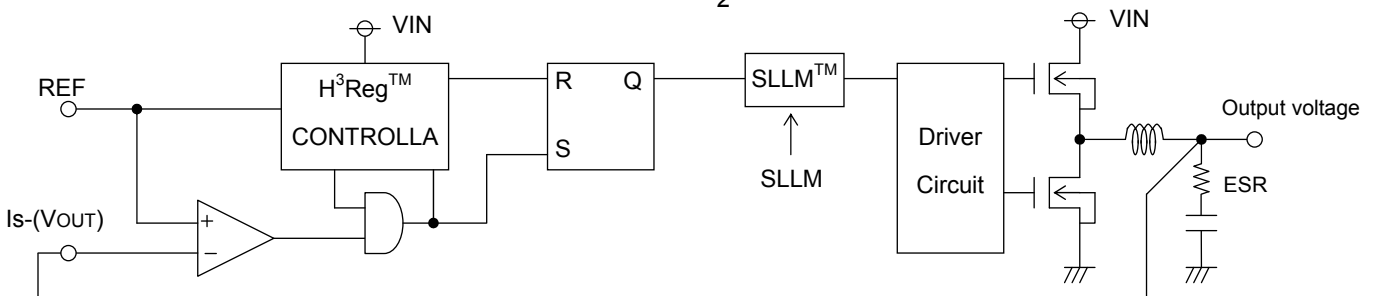 2
VIN
VIN
H³Reg™
CONTROLLA
REF
R
Q
S
SLLM™
SLLM
Driver
Circuit
Output voltage
ESR
Is-(VOUT)
+
−